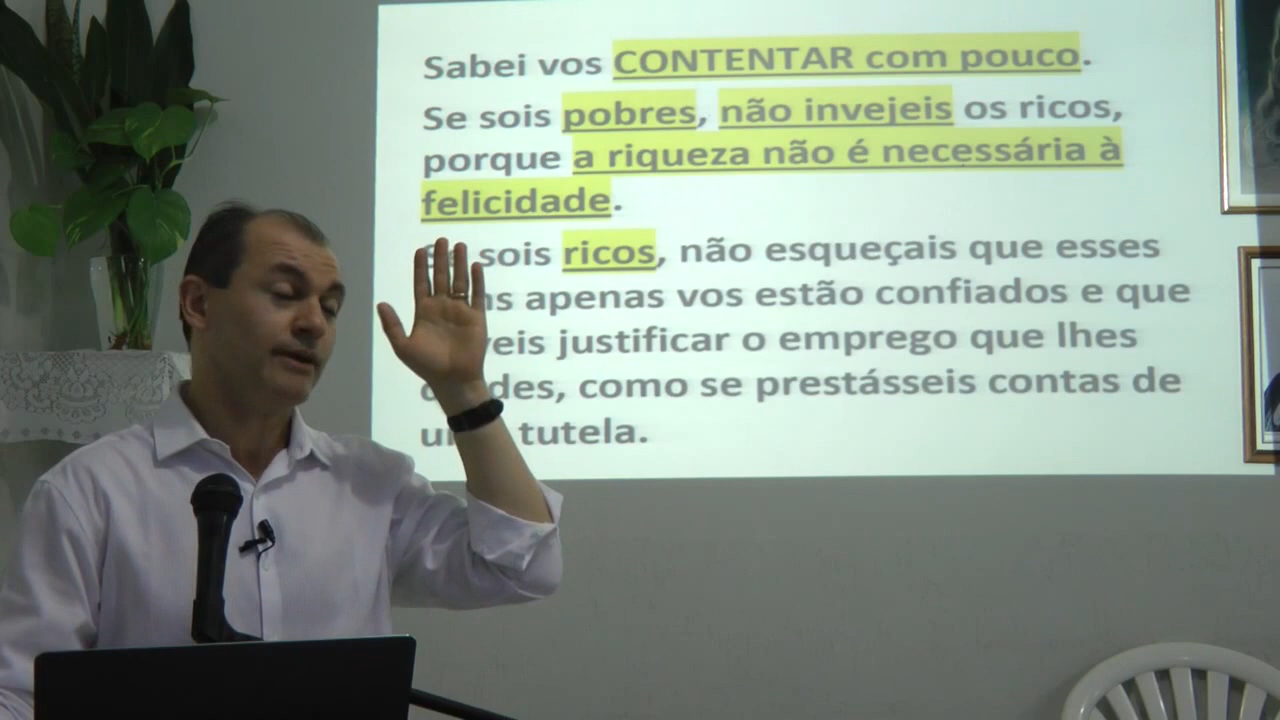 Sabei vos CONTENTAR com pouco.
Se sois pobres, não invejeis os ricos,
porque a riqueza não é necessária à
felicidade.
sois ricos, não esqueçais que esses
apenas vos estão confiados e que
justificar o emprego que lhes
como se prestásseis contas de
tutela.